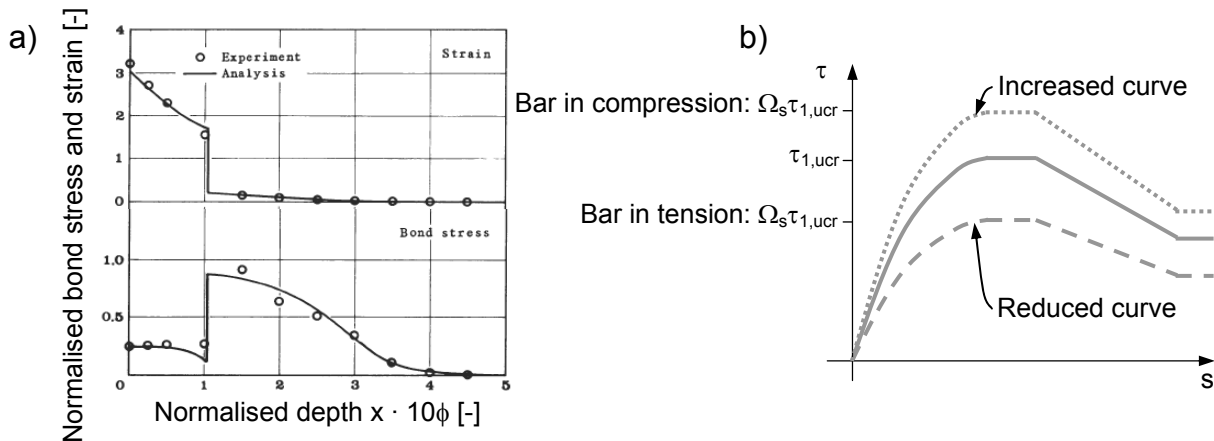 a)
Normalised bond stress and strain [-]
4
3
2
1
0
Experiment
Analysis
Strain
Bond stress
1.0
0.5
0 1 2 3 4 5
Normalised depth x · 10ϕ [-]
b)
τ
Increased curve
Bar in compression: Ωsτ1,ucr
τ1,ucr
Bar in tension: Ωsτ1,ucr
Reduced curve
s